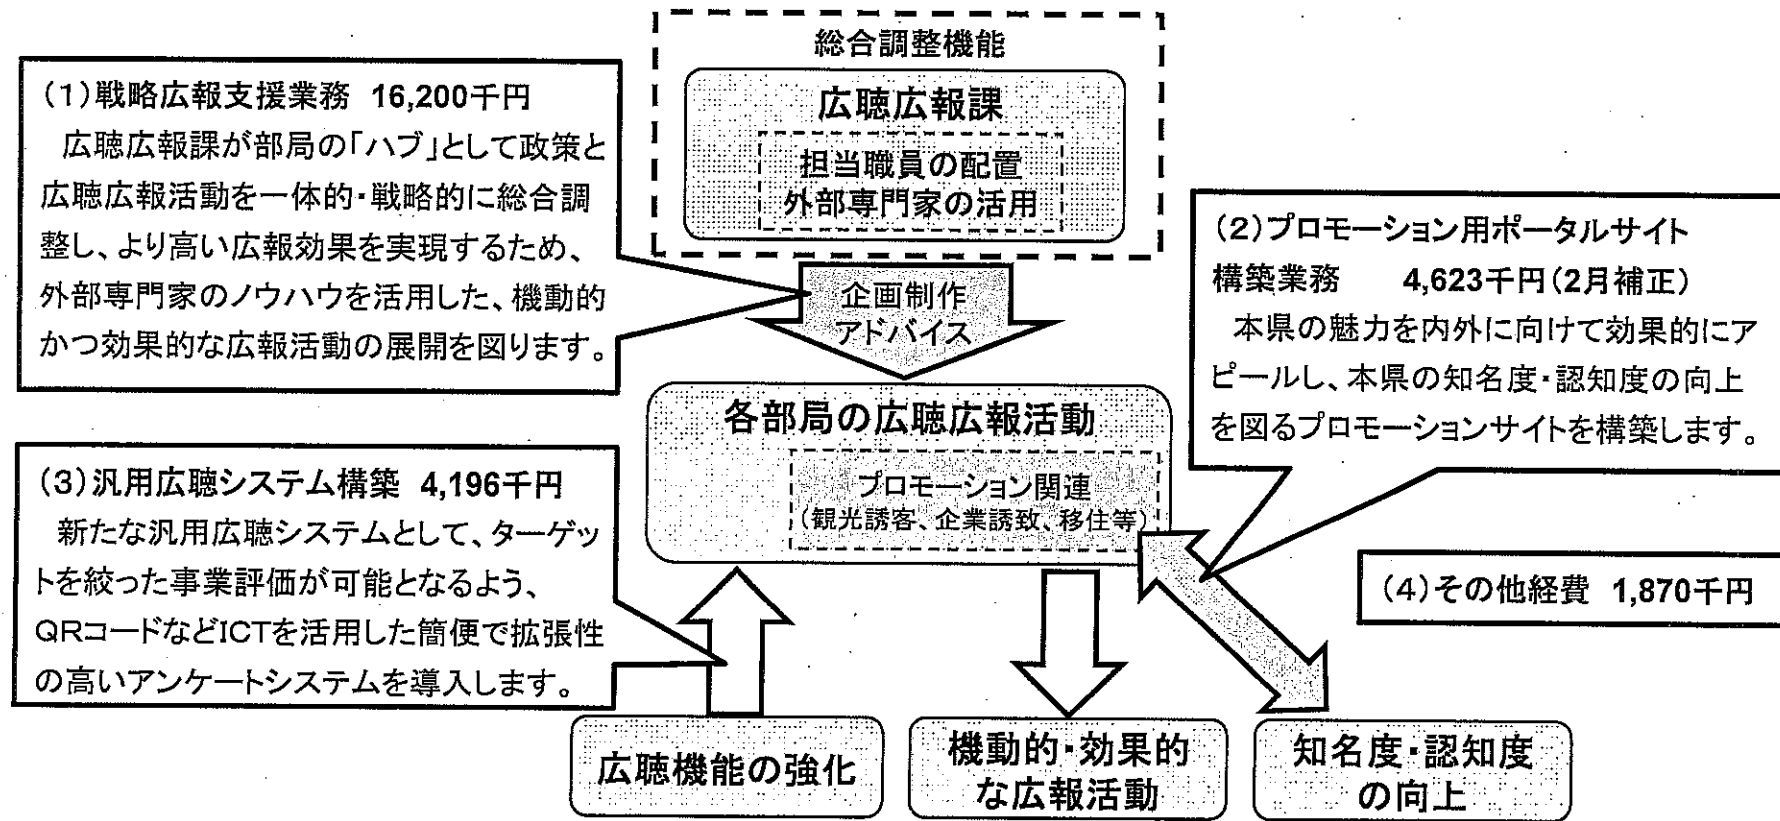 総合調整機能
広聴広報課
担当職員の配置
外部専門家の活用
(1)戦略広報支援業務 16,200千円
広聴広報課が部局の「ハブ」として政策と
広聴広報活動を一体的・戦略的に総合調
整し、より高い広報効果を実現するため、
外部専門家のノウハウを活用した、機動的
かつ効果的な広報活動の展開を図ります。
企画制作
アドバイス
(2)プロモーション用ポータルサイト
構築業務 4,623千円(2月補正)
本県の魅力を内外に向けて効果的にア
ピールし、本県の知名度・認知度の向上
を図るプロモーションサイトを構築します。
各部局の広聴広報活動
プロモーション関連
(観光誘客、企業誘致、移住等)
(3)汎用広聴システム構築 4,196千円
新たな汎用広聴システムとして、ターゲッ
トを絞った事業評価が可能となるよう、
QRコードなどICTを活用した簡便で拡張性
の高いアンケートシステムを導入します。
(4)その他経費 1,870千円
広聴機能の強化
機動的・効果的
な広報活動
知名度・認知度
の向上